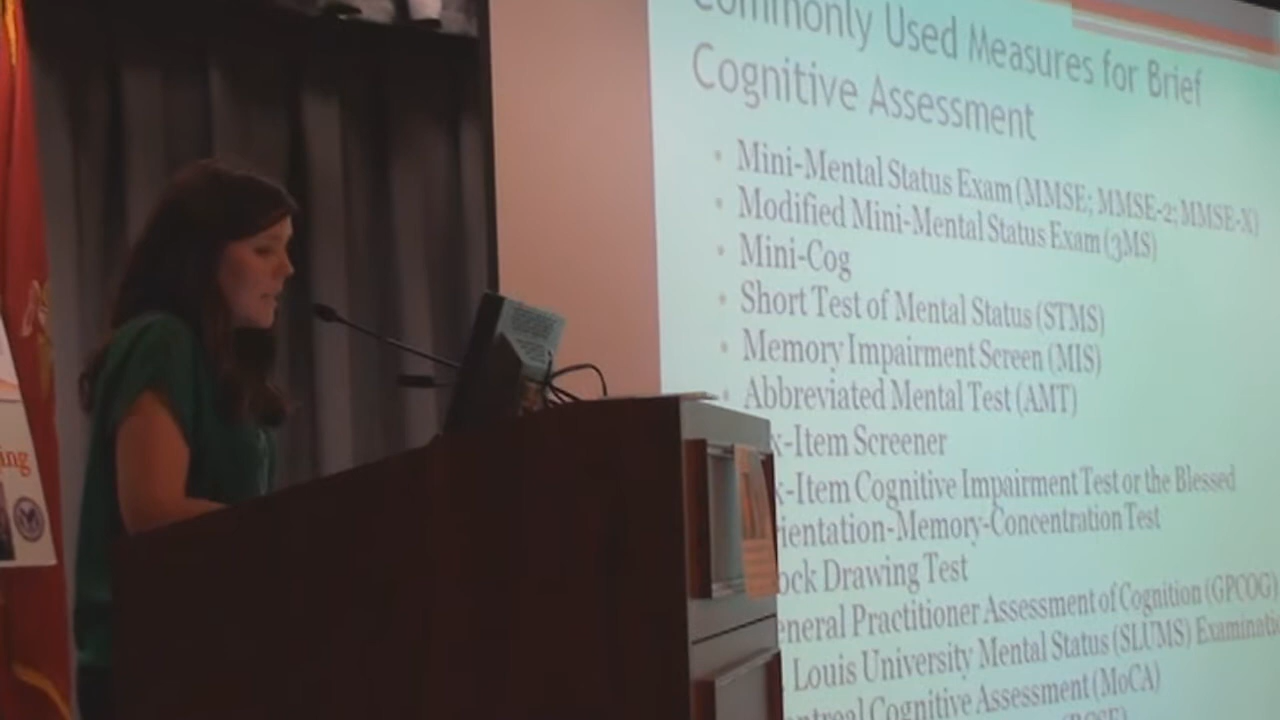 Commonly Used Measures for Brief
Cognitive Assessment
Mini-Mental Status Exam (MMSE; MMSE-2; MMSE-X)
Modified Mini-Mental Status Exam (3MS)
Mini-Cog
Short Test of Mental Status (STMS)
Memory Impairment Screen (MIS)
Abbreviated Mental Test (AMT)
x-Item Screener
x-Item Cognitive Impairment Test or the Blessed
rientation-Memory-Concentration Test
ock Drawing Test
eneral Practitioner Assessment of Cognition (GPCOG)
Louis University Mental Status (SLUMS) Examinatio
ontreal Cognitive Assessment (MoCA)
ing